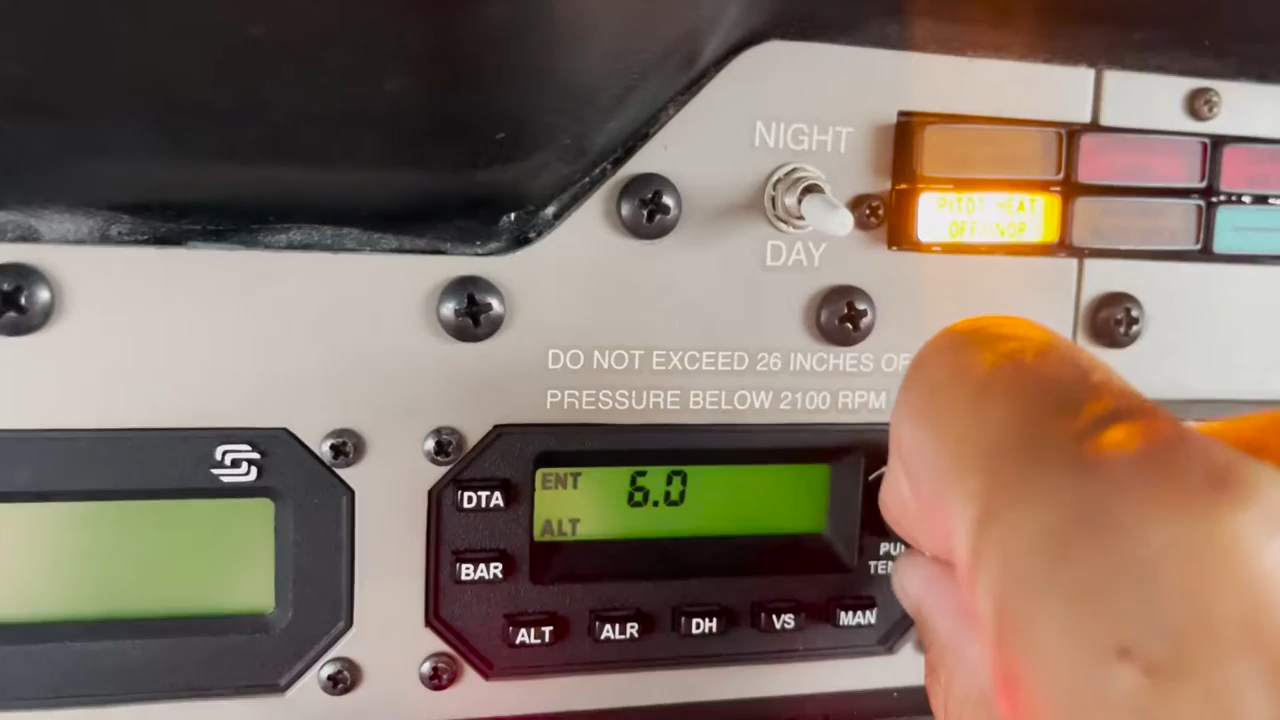 NIGHT
DAY
PITOT HEAT
OFF/INOP
DO NOT EXCEED 26 INCHES OF
PRESSURE BELOW 2100 RPM
DTA
BAR
ENT 6.0
ALT
ALT ALR DH VS MAN